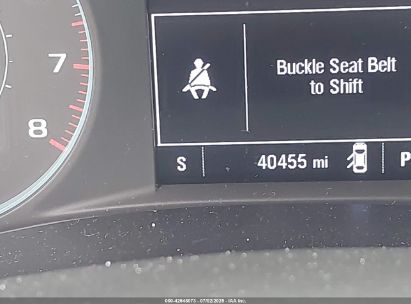 7
8
Buckle Seat Belt
to Shift
S 40455 mi P